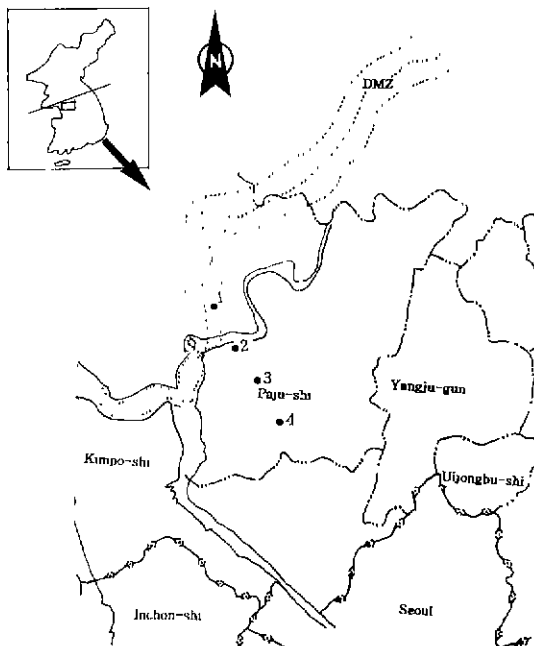 N
DMZ
1
2
3
Paju-shi
Yangju-gun
4
Kimpo-shi
Uijongbu-shi
Inchon-shi
Seoul